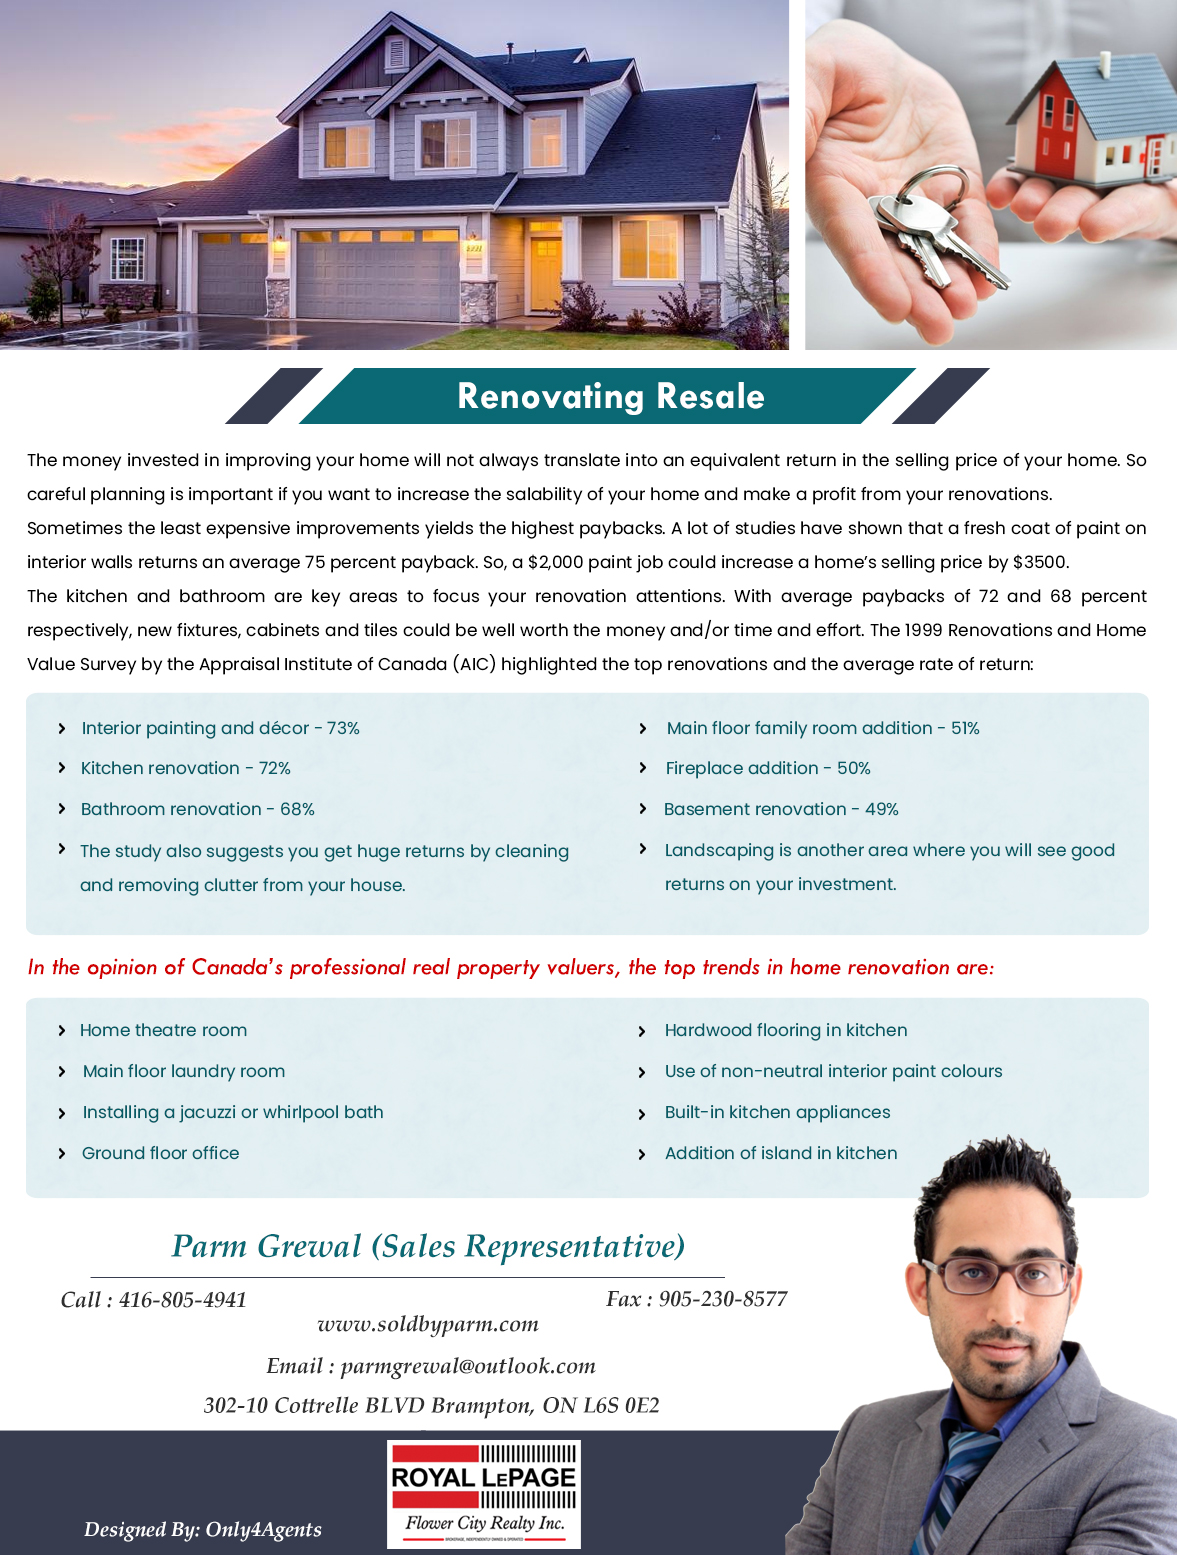 Renovating Resale
The money invested in improving your home will not always translate into an equivalent return in the selling price of your home. So
careful planning is important if you want to increase the salability of your home and make a profit from your renovations.
Sometimes the least expensive improvements yields the highest paybacks. A lot of studies have shown that a fresh coat of paint on
interior walls returns an average 75 percent payback. So, a $2,000 paint job could increase a home’s selling price by $3500.
The kitchen and bathroom are key areas to focus your renovation attentions. With average paybacks of 72 and 68 percent
respectively, new fixtures, cabinets and tiles could be well worth the money and/or time and effort. The 1999 Renovations and Home
Value Survey by the Appraisal Institute of Canada (AIC) highlighted the top renovations and the average rate of return:
Interior painting and décor - 73%
Kitchen renovation - 72%
Bathroom renovation - 68%
The study also suggests you get huge returns by cleaning
and removing clutter from your house.
Main floor family room addition - 51%
Fireplace addition - 50%
Basement renovation - 49%
Landscaping is another area where you will see good
returns on your investment.
In the opinion of Canada’s professional real property valuers, the top trends in home renovation are:
Home theatre room
Main floor laundry room
Installing a jacuzzi or whirlpool bath
Ground floor office
Hardwood flooring in kitchen
Use of non-neutral interior paint colours
Built-in kitchen appliances
Addition of island in kitchen
Parm Grewal (Sales Representative)
Call : 416-805-4941
Fax : 905-230-8577
www.soldbyparm.com
Email : parmgrewal@outlook.com
302-10 Cottrelle BLVD Brampton, ON L6S 0E2
ROYAL LEPAGE
Flower City Realty Inc.
BROKERAGE, INDEPENDENTLY OWNED & OPERATED
Designed By: Only4Agents